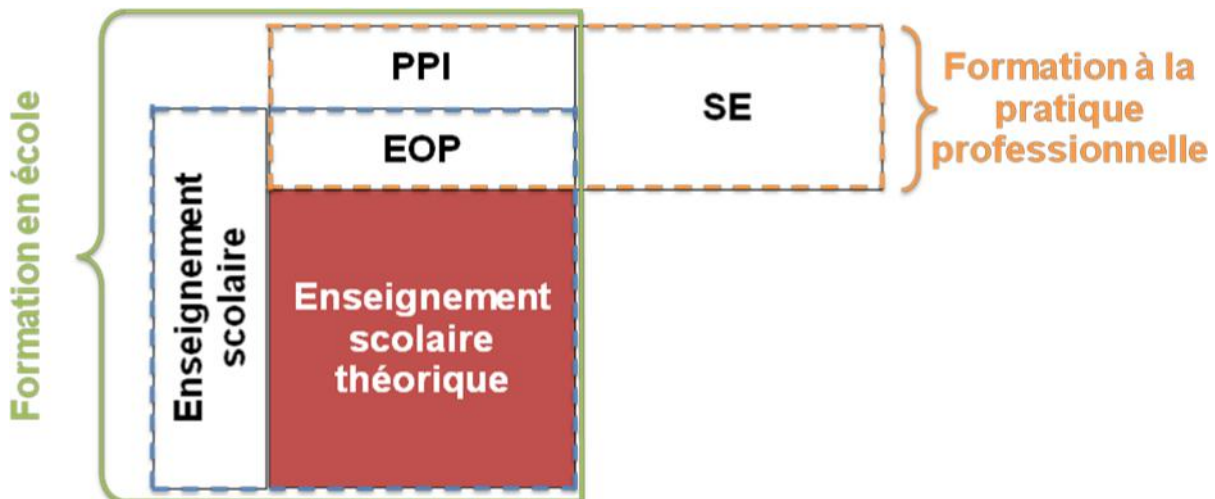 Formation en école
Enseignement
scolaire
PPI
EOP
Enseignement
scolaire
théorique
SE
Formation à la
pratique
professionnelle